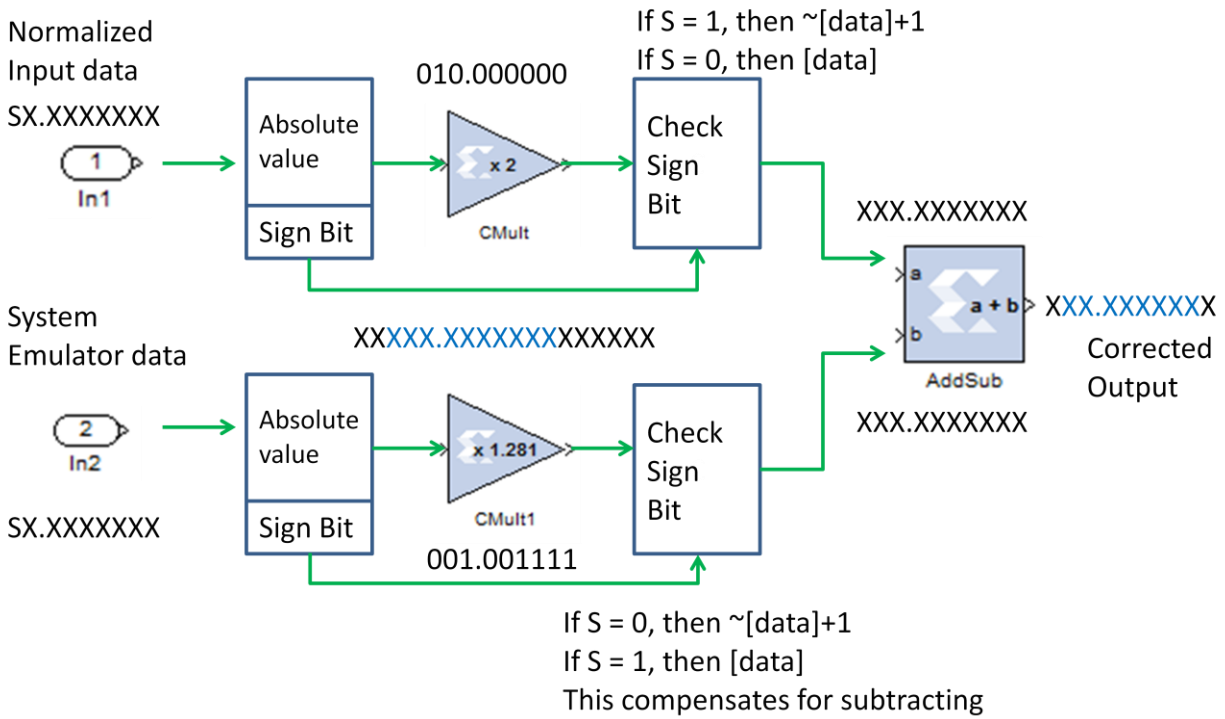 Normalized
Input data
SX.XXXXXXX
1
In1
Absolute
value
Sign Bit
010.000000
x 2
CMult
If S = 1, then ~[data]+1
If S = 0, then [data]
Check
Sign
Bit
XXX.XXXXXXX
a
a + b
b
AddSub
XXX.XXXXXXX
XXX.XXXXXXX
Corrected
Output
System
Emulator data
2
In2
SX.XXXXXXX
XXXXX.XXXXXXXXXXXXX
Absolute
value
Sign Bit
x 1.281
CMult1
001.001111
Check
Sign
Bit
If S = 0, then ~[data]+1
If S = 1, then [data]
This compensates for subtracting